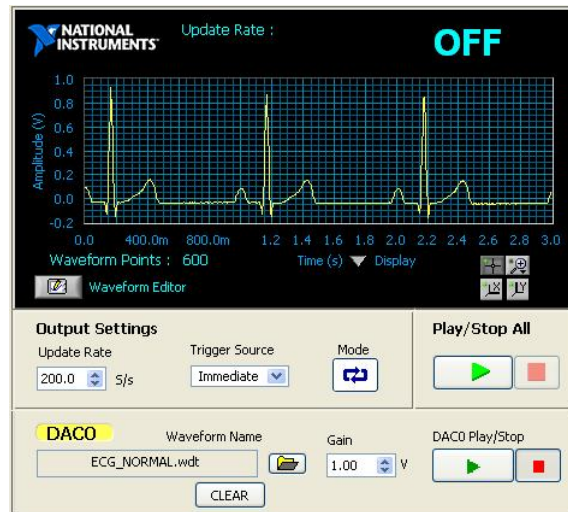 NATIONAL INSTRUMENTS™
Update Rate :
OFF
Amplitude (V)
1.0
0.8
0.6
0.4
0.2
0.0
-0.2
0.0 400.0m 800.0m 1.2 1.4 1.6 1.8 2.0 2.2 2.4 2.6 2.8 3.0
Waveform Points : 600
Time (s) Display
Waveform Editor
X Y
Output Settings
Update Rate
200.0 S/s
Trigger Source
Immediate
Mode
Play/Stop All
DAC0
Waveform Name
ECG_NORMAL.wdt
CLEAR
Gain
1.00 V
DAC0 Play/Stop